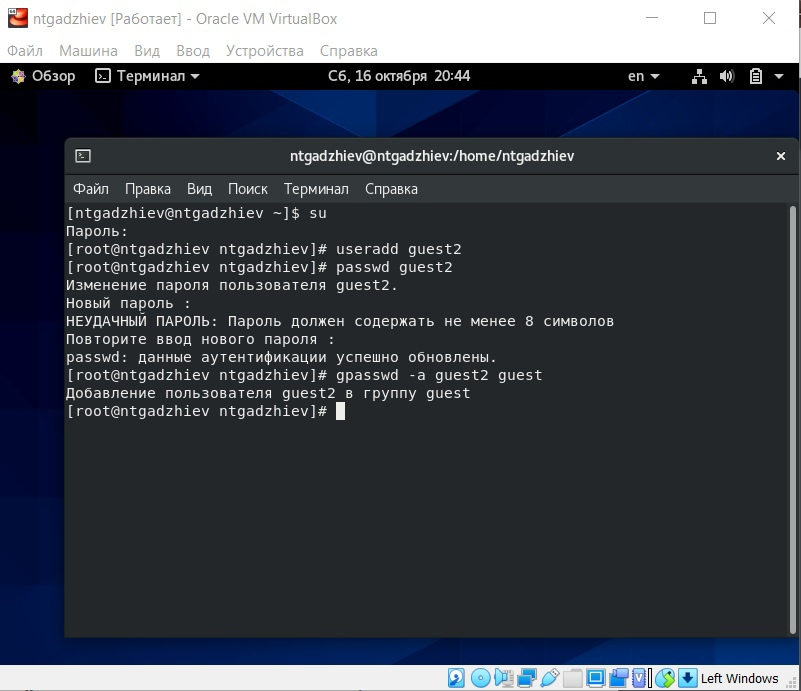 ntgadzhiev [Работает] - Oracle VM VirtualBox
Файл Машина Вид Ввод Устройства Справка
Обзор Терминал Сб, 16 октября 20:44 en
ntgadzhiev@ntgadzhiev:/home/ntgadzhiev
Файл Правка Вид Поиск Терминал Справка
[ntgadzhiev@ntgadzhiev ~]$ su
Пароль:
[root@ntgadzhiev ntgadzhiev]# useradd guest2
[root@ntgadzhiev ntgadzhiev]# passwd guest2
Изменение пароля пользователя guest2.
Новый пароль :
НЕУДАЧНЫЙ ПАРОЛЬ: Пароль должен содержать не менее 8 символов
Повторите ввод нового пароля :
passwd: данные аутентификации успешно обновлены.
[root@ntgadzhiev ntgadzhiev]# gpasswd -a guest2 guest
Добавление пользователя guest2 в группу guest
[root@ntgadzhiev ntgadzhiev]#
Left Windows